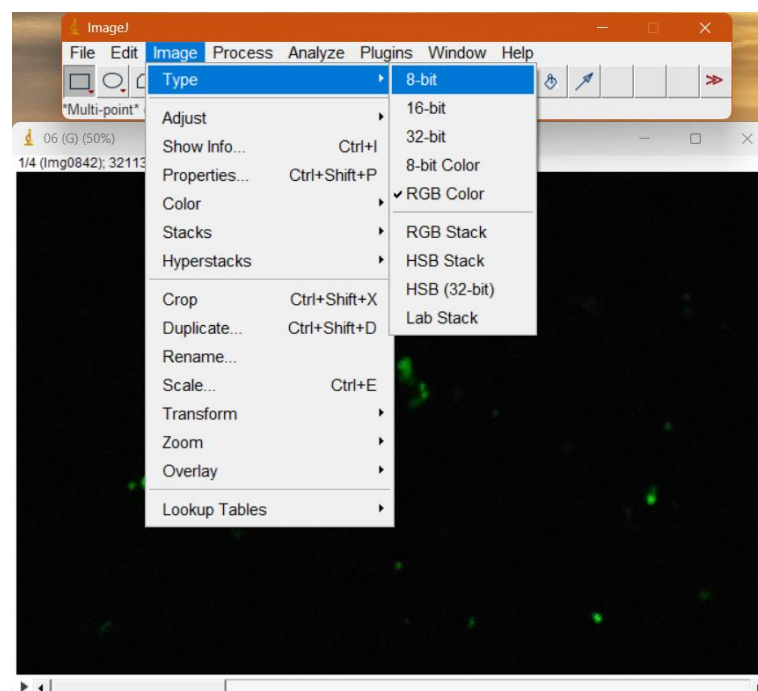 ImageJ
File Edit Image Process Analyze Plugins Window Help
*Multi-point*
06 (G) (50%)
1/4 (Img0842); 32113
Type
Adjust
Show Info... Ctrl+I
Properties... Ctrl+Shift+P
Color
Stacks
Hyperstacks
Crop Ctrl+Shift+X
Duplicate... Ctrl+Shift+D
Rename...
Scale... Ctrl+E
Transform
Zoom
Overlay
Lookup Tables
8-bit
16-bit
32-bit
8-bit Color
RGB Color
RGB Stack
HSB Stack
HSB (32-bit)
Lab Stack